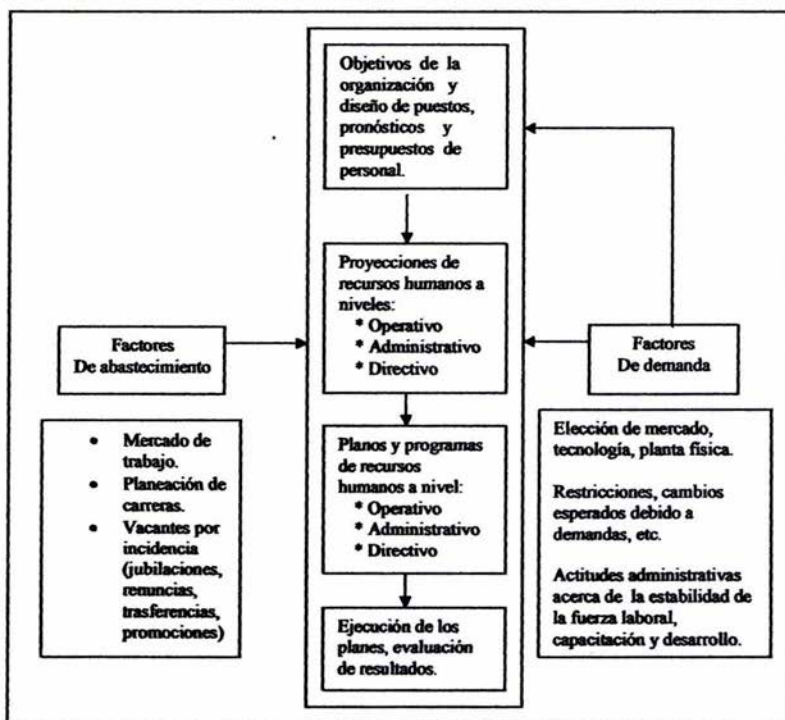 Objetivos de la
organización y
diseño de puestos,
pronósticos y
presupuestos de
personal.
Proyecciones de
recursos humanos a
niveles:
* Operativo
* Administrativo
* Directivo
Factores
De abastecimiento
Factores
De demanda
• Mercado de
trabajo.
• Planeación de
carreras.
• Vacantes por
incidencia
(jubilaciones,
renuncias,
trasferencias,
promociones)
Planos y programas
de recursos
humanos a nivel:
* Operativo
* Administrativo
* Directivo
Elección de mercado,
tecnología, planta física.
Restricciones, cambios
esperados debido a
demandas, etc.
Actitudes administrativas
acerca de la estabilidad de
la fuerza laboral,
capacitación y desarrollo.
Ejecución de los
planes, evaluación
de resultados.